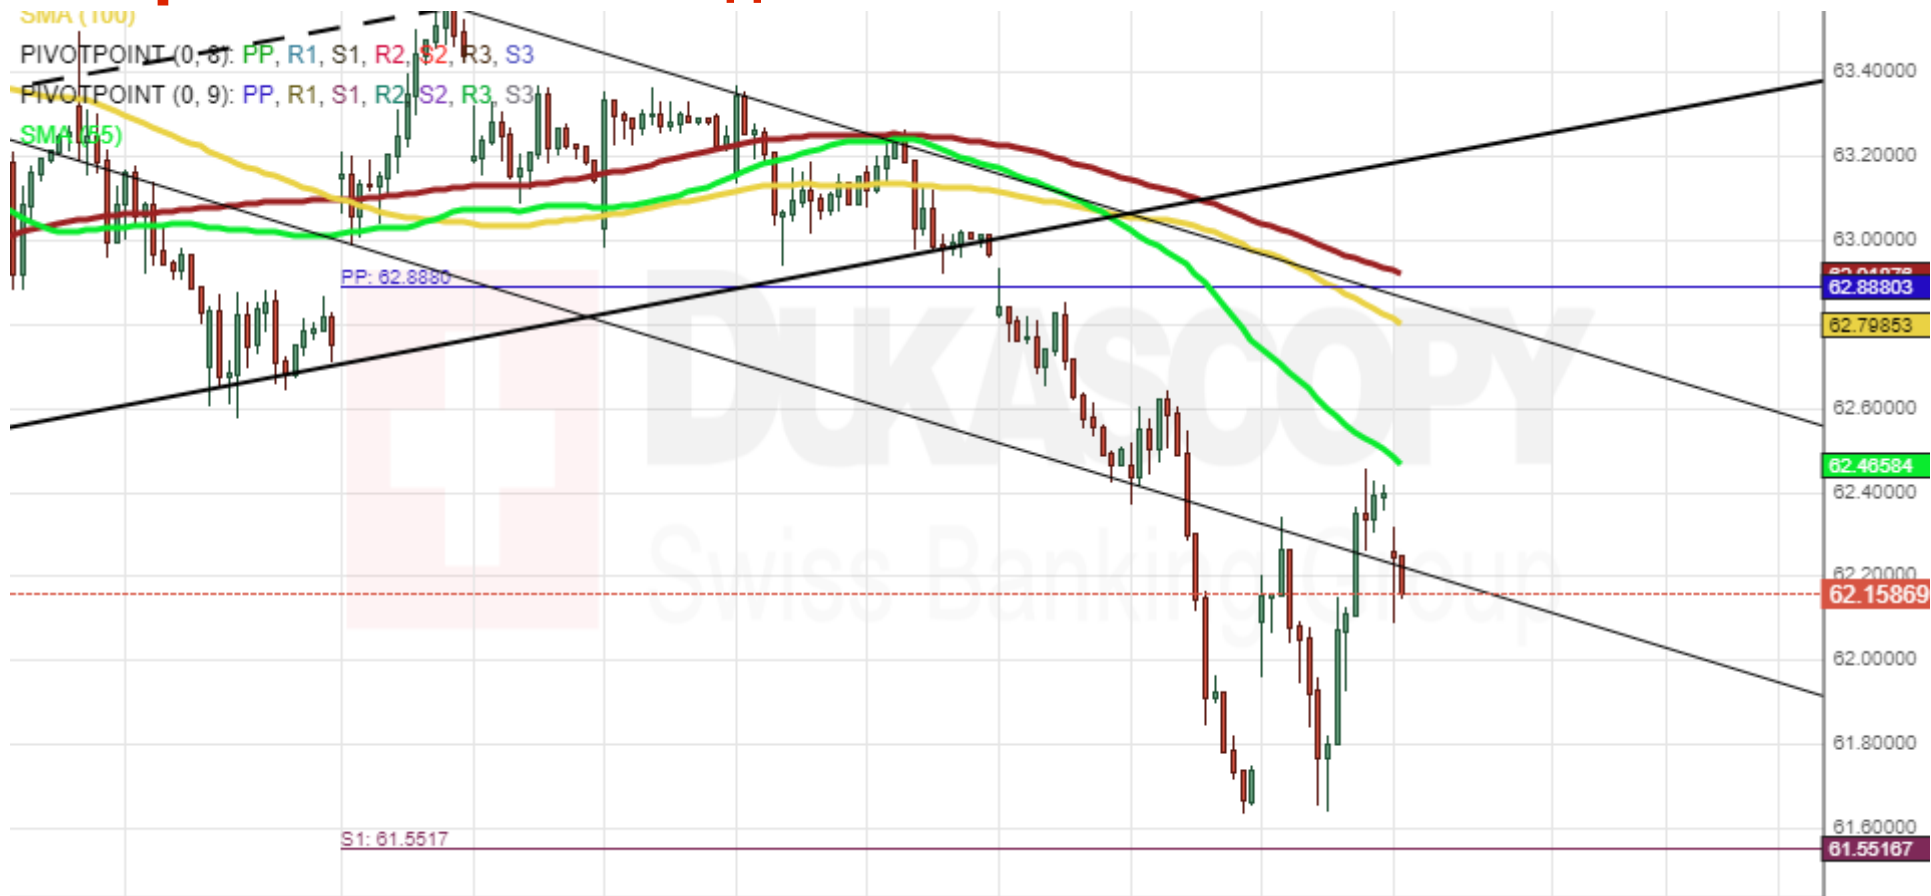 SMA (100)
PIVOTPOINT (0, 8): PP, R1, S1, R2, S2, R3, S3
PIVOTPOINT (0, 9): PP, R1, S1, R2, S2, R3, S3
SMA (55)
63.40000
63.20000
63.00000
PP: 62.8880
62.88803
62.79853
DUKASCOPY
62.60000
62.46584
62.40000
Swiss Banking Group
62.20000
62.15869
62.00000
61.80000
61.60000
S1: 61.5517
61.55167